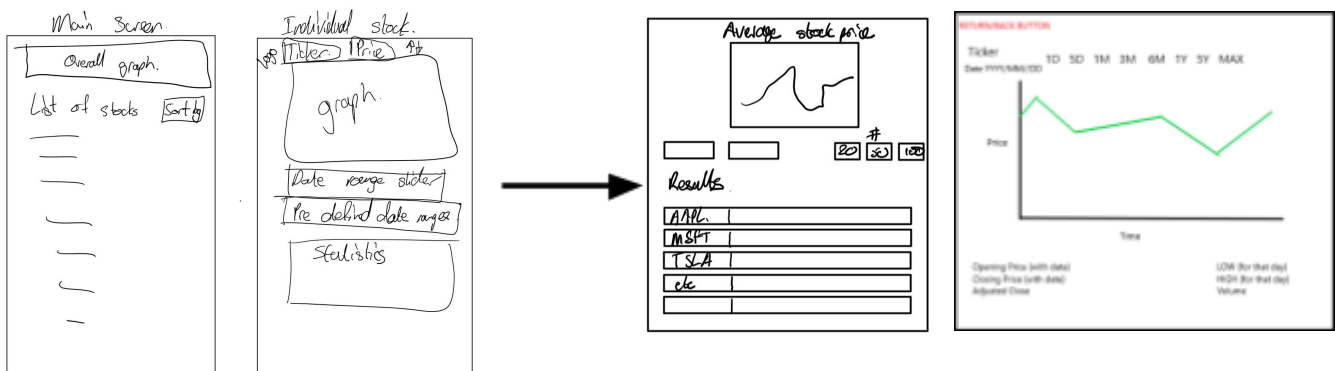 Main Screen.
Overall graph.
List of stocks Sort by
Individual stock.
Ticker Price
graph.
Date range slider
Pre defined date ranges
Statistics
Average stock price
#
20 50 100
Results
AAPL.
MSFT
TSLA
etc
RETURN/BACK BUTTON
Ticker
1D 5D 1M 3M 6M 1Y 5Y MAX
Date YYYY/MM/DD
Price
Time
Opening Price (with date)
Closing Price (with date)
Adjusted Close
LOW (for that day)
HIGH (for that day)
Volume